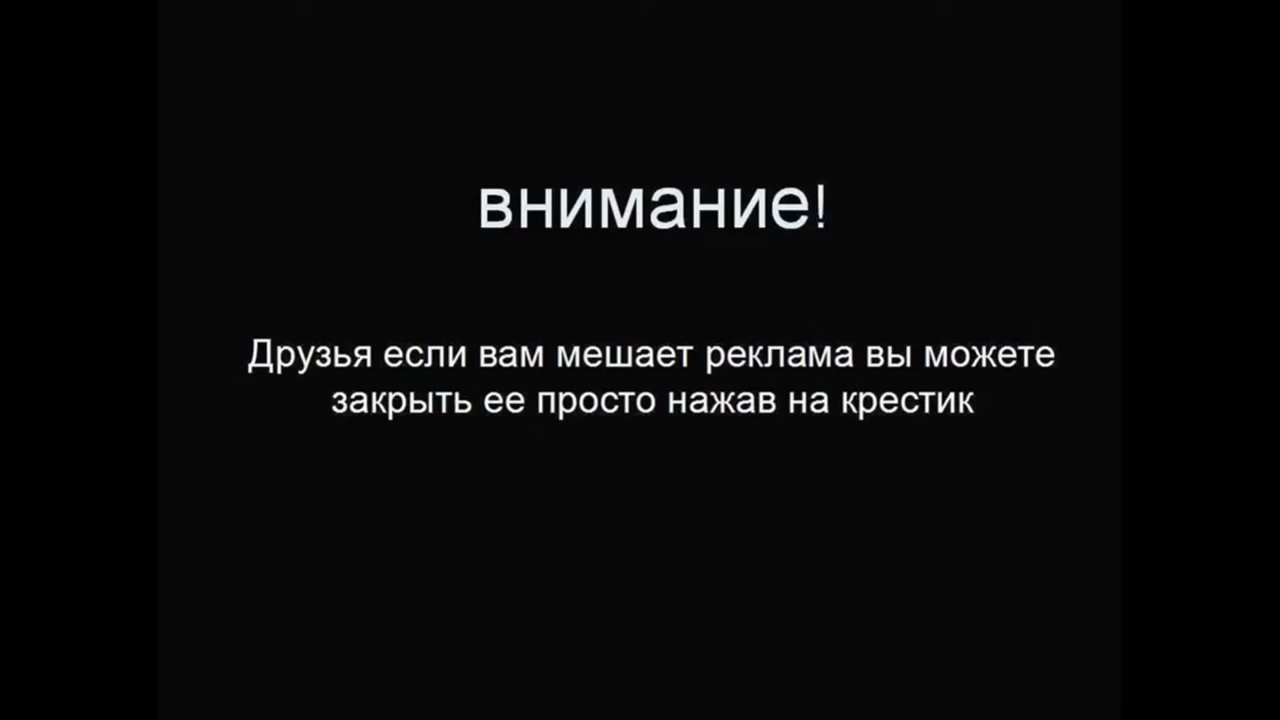 внимание!
Друзья если вам мешает реклама вы можете
закрыть ее просто нажав на крестик